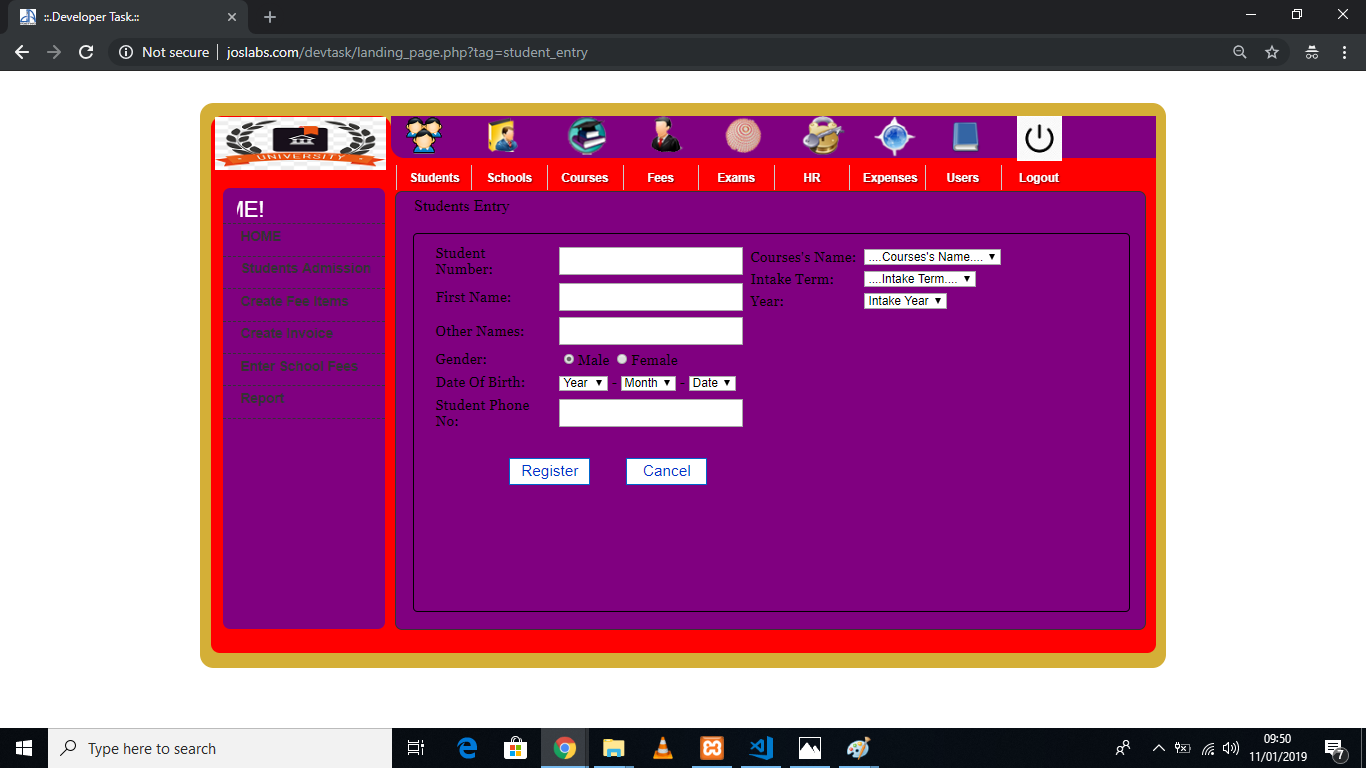 ::.Developer Task.::
Not secure | joslabs.com/devtask/landing_page.php?tag=student_entry
UNIVERSITY
Students Schools Courses Fees Exams HR Expenses Users Logout
ME!
HOME
Students Admission
Create Fee Items
Create Invoice
Enter School Fees
Report
Students Entry
Student Number:
First Name:
Other Names:
Gender: Male Female
Date Of Birth: Year - Month - Date
Student Phone No:
Courses's Name: ....Courses's Name....
Intake Term: ....Intake Term....
Year: Intake Year
Register Cancel
Type here to search
09:50
11/01/2019
7